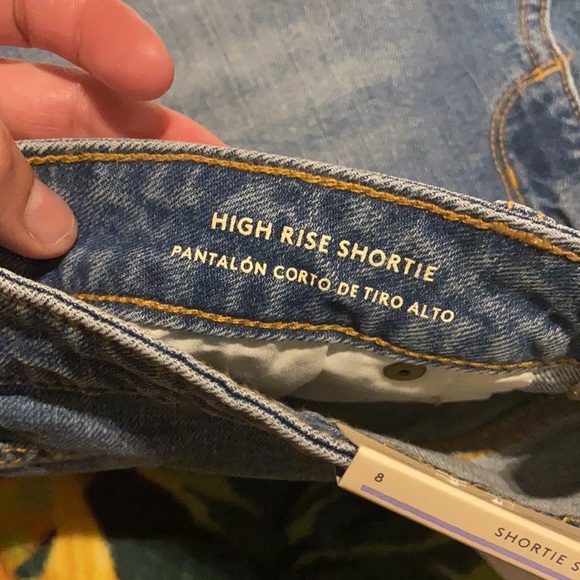 HIGH RISE SHORTIE
PANTALÓN CORTO DE TIRO ALTO
8
SHORTIE S